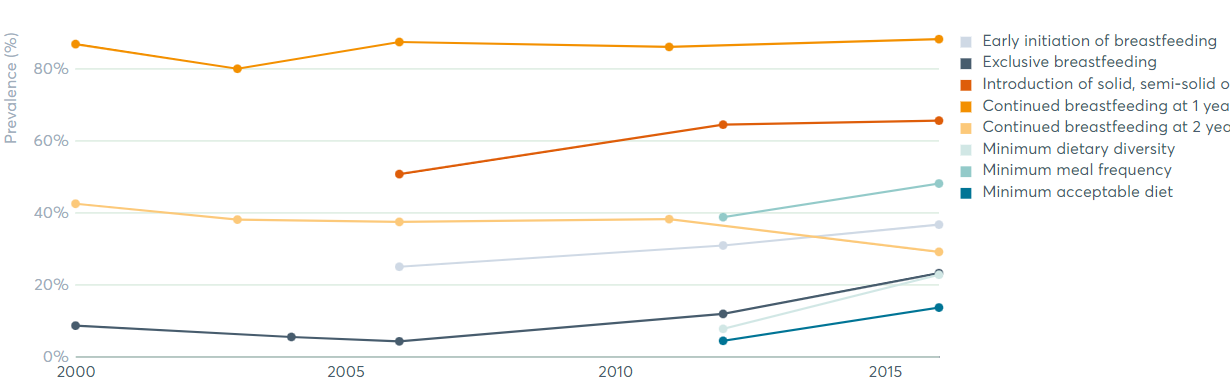 Prevalence (%)
80%
60%
40%
20%
0%
2000
2005
2010
2015
Early initiation of breastfeeding
Exclusive breastfeeding
Introduction of solid, semi-solid o
Continued breastfeeding at 1 yea
Continued breastfeeding at 2 yea
Minimum dietary diversity
Minimum meal frequency
Minimum acceptable diet